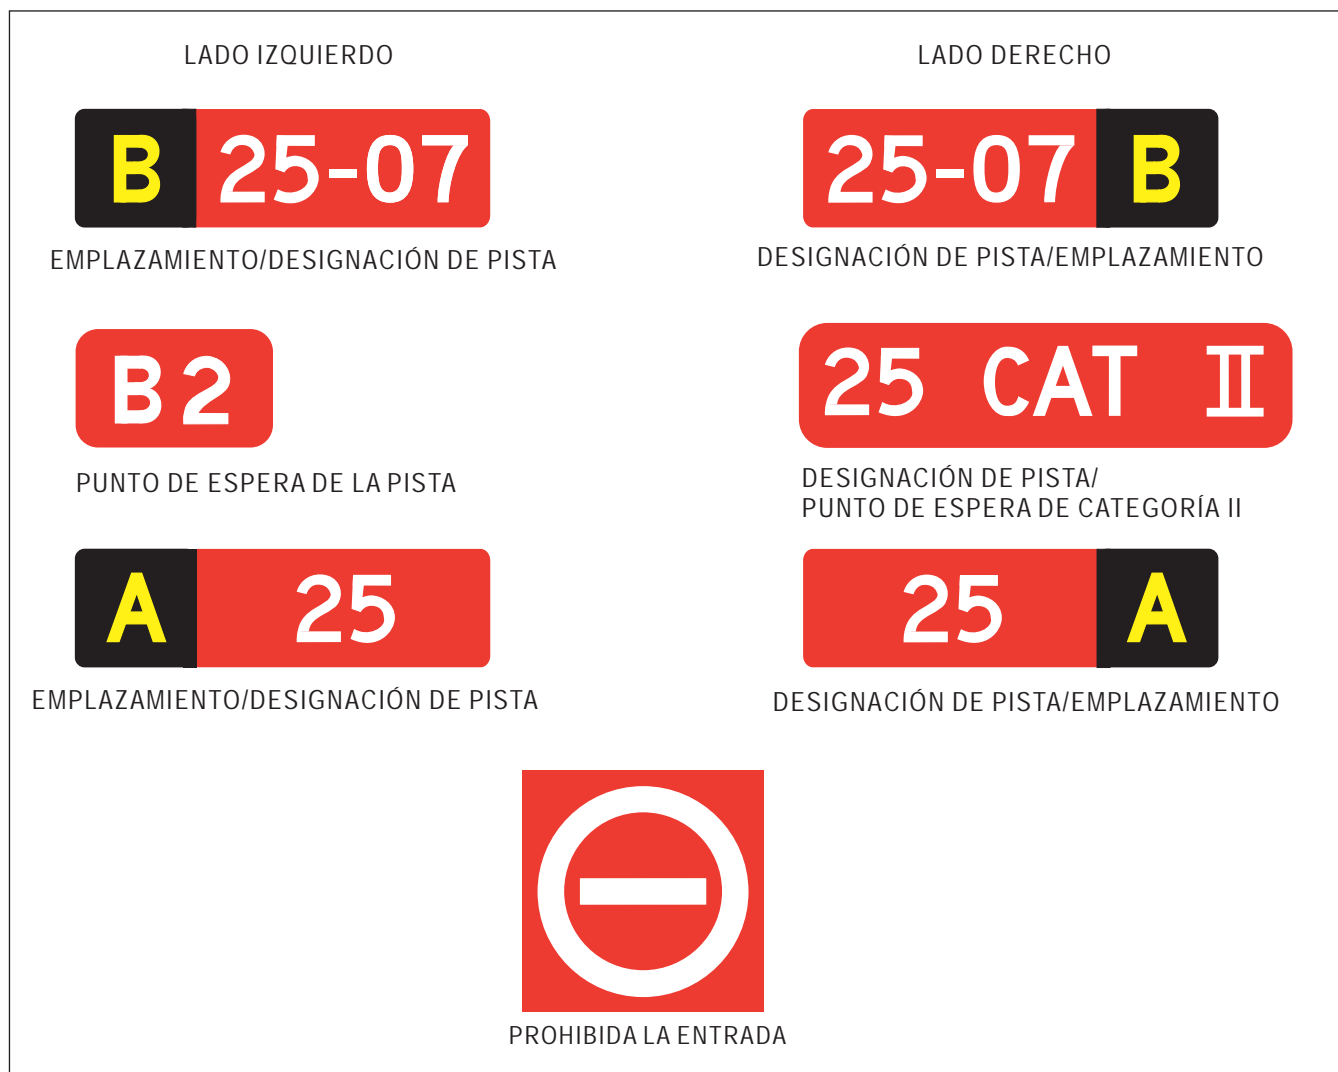 LADO IZQUIERDO
LADO DERECHO
B 25-07
25-07 B
EMPLAZAMIENTO/DESIGNACIÓN DE PISTA
DESIGNACIÓN DE PISTA/EMPLAZAMIENTO
B2
25 CAT II
PUNTO DE ESPERA DE LA PISTA
DESIGNACIÓN DE PISTA/
PUNTO DE ESPERA DE CATEGORÍA II
A 25
25 A
EMPLAZAMIENTO/DESIGNACIÓN DE PISTA
DESIGNACIÓN DE PISTA/EMPLAZAMIENTO
PROHIBIDA LA ENTRADA